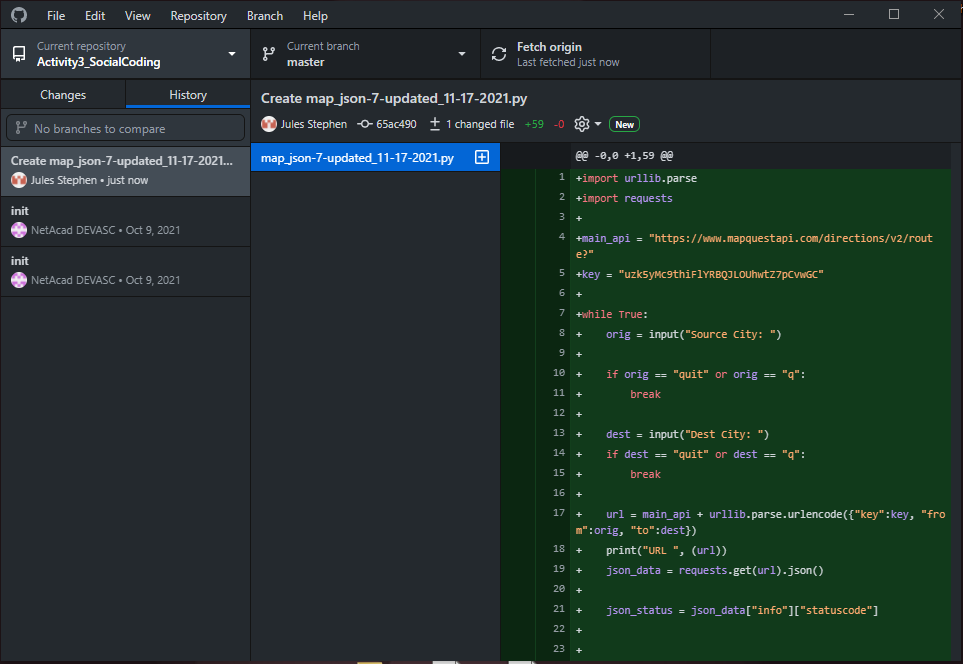 File Edit View Repository Branch Help
Current repository
Activity3_SocialCoding
Current branch
master
Fetch origin
Last fetched just now
Changes
History
No branches to compare
Create map_json-7-updated_11-17-2021...
Jules Stephen • just now
init
NetAcad DEVASC • Oct 9, 2021
init
NetAcad DEVASC • Oct 9, 2021
Create map_json-7-updated_11-17-2021.py
Jules Stephen 65ac490 1 changed file +59 -0 New
map_json-7-updated_11-17-2021.py
@@ -0,0 +1,59 @@
1 +import urllib.parse
2 +import requests
3 +
4 +main_api = "https://www.mapquestapi.com/directions/v2/rout
e?"
5 +key = "uzk5yMc9thiFlYRBQJLOUhwtZ7pCvwGC"
6 +
7 +while True:
8 +    orig = input("Source City: ")
9 +
10 +    if orig == "quit" or orig == "q":
11 +        break
12 +
13 +    dest = input("Dest City: ")
14 +    if dest == "quit" or dest == "q":
15 +        break
16 +
17 +    url = main_api + urllib.parse.urlencode({"key":key, "fro
m":orig, "to":dest})
18 +    print("URL ", (url))
19 +    json_data = requests.get(url).json()
20 +
21 +    json_status = json_data["info"]["statuscode"]
22 +
23 +